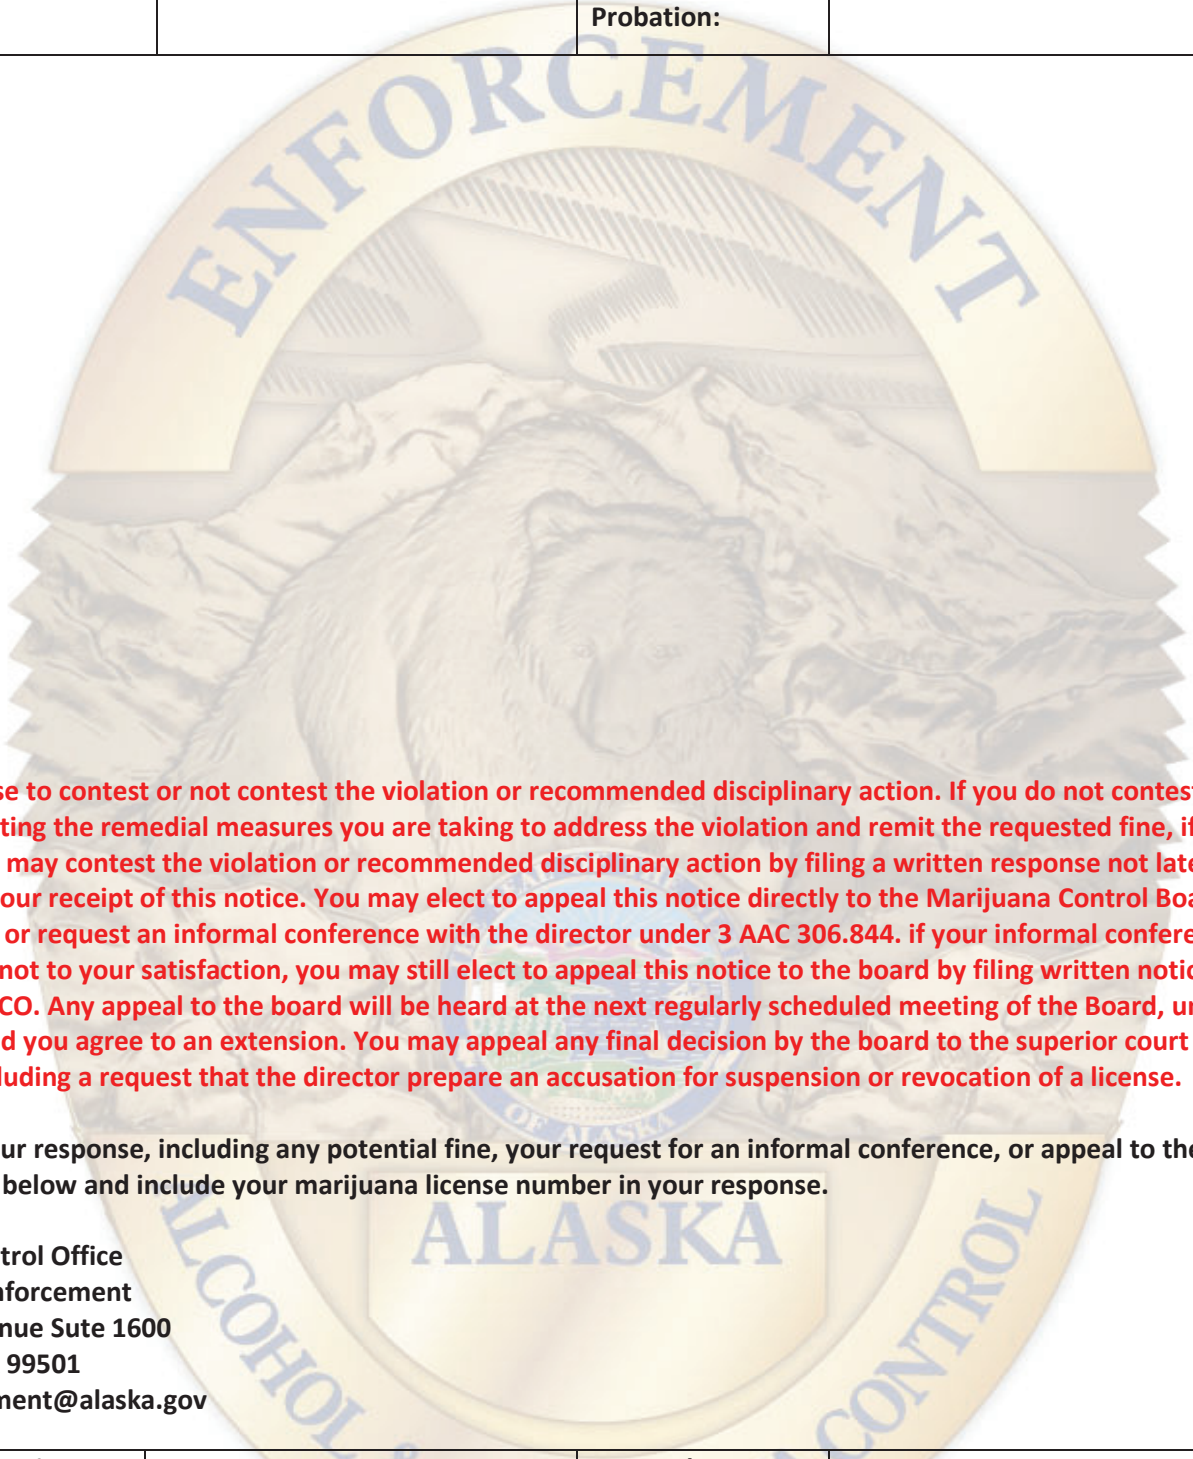 Probation:
ENFORCEMENT
se to contest or not contest the violation or recommended disciplinary action. If you do not contest
ting the remedial measures you are taking to address the violation and remit the requested fine, if
may contest the violation or recommended disciplinary action by filing a written response not late
our receipt of this notice. You may elect to appeal this notice directly to the Marijuana Control Boa
or request an informal conference with the director under 3 AAC 306.844. if your informal confere
not to your satisfaction, you may still elect to appeal this notice to the board by filing written notic
CO. Any appeal to the board will be heard at the next regularly scheduled meeting of the Board, un
d you agree to an extension. You may appeal any final decision by the board to the superior court
luding a request that the director prepare an accusation for suspension or revocation of a license.
OF ALASKA
ur response, including any potential fine, your request for an informal conference, or appeal to the
below and include your marijuana license number in your response.
ALASKA
trol Office
nforcement
nue Sute 1600
99501
ment@alaska.gov
ALCOHOL &
CONTROL